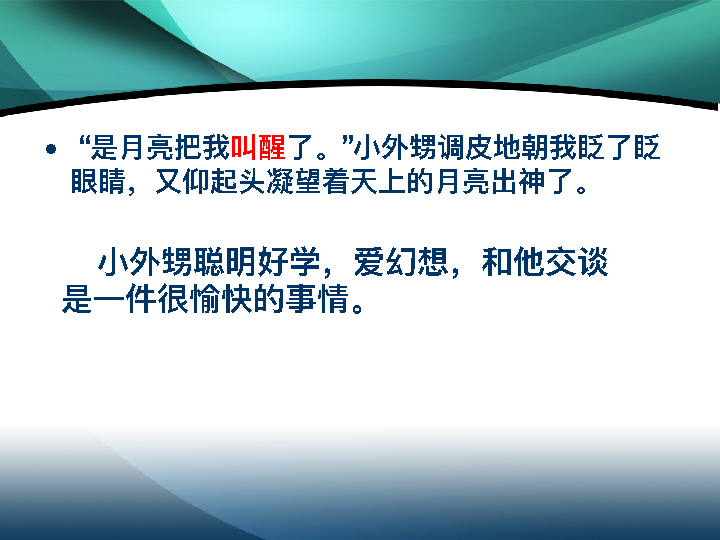 • “是月亮把我叫醒了。”小外甥调皮地朝我眨了眨
眼睛，又仰起头凝望着天上的月亮出神了。
小外甥聪明好学，爱幻想，和他交谈
是一件很愉快的事情。